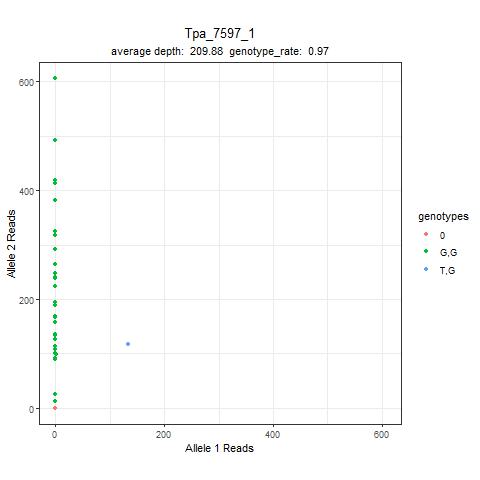 Tpa_7597_1
average depth: 209.88 genotype_rate: 0.97
600
400
200
0
Allele 2 Reads
0
200
400
600
Allele 1 Reads
genotypes
0
G,G
T,G